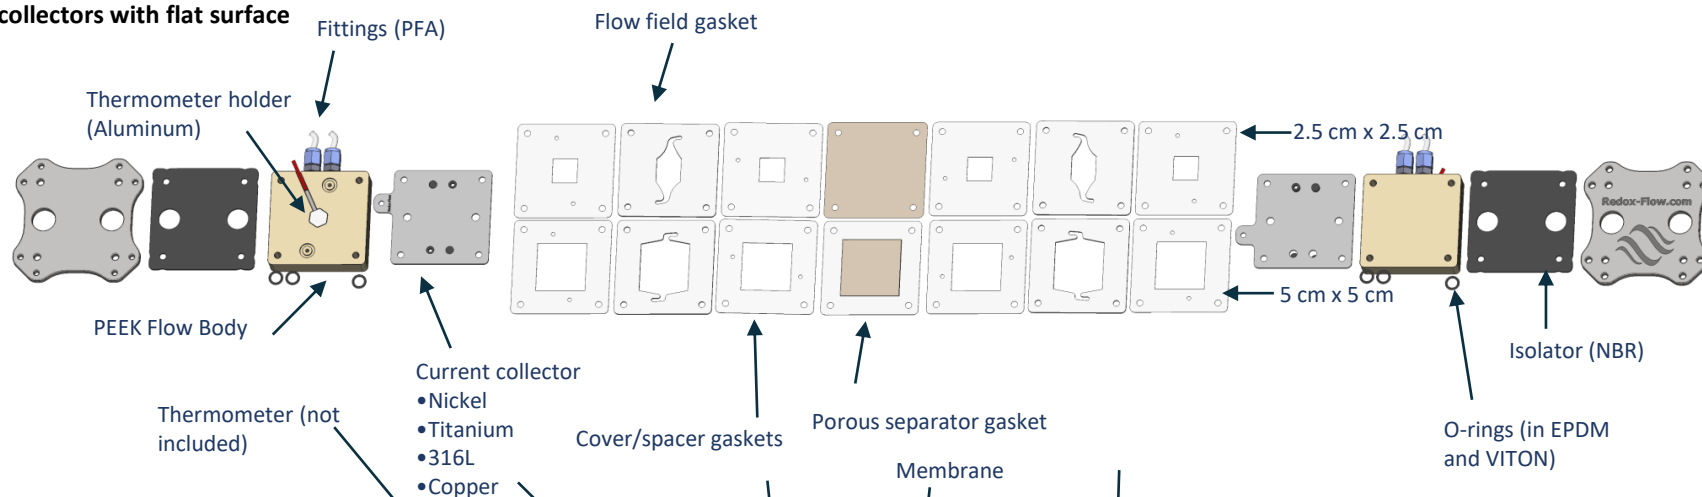 collectors with flat surface
Fittings (PFA)
Flow field gasket
Thermometer holder
(Aluminum)
2.5 cm x 2.5 cm
Redox-Flow.com
5 cm x 5 cm
PEEK Flow Body
Isolator (NBR)
Current collector
•Nickel
•Titanium
•316L
•Copper
Thermometer (not
included)
Cover/spacer gaskets
Porous separator gasket
Membrane
O-rings (in EPDM
and VITON)